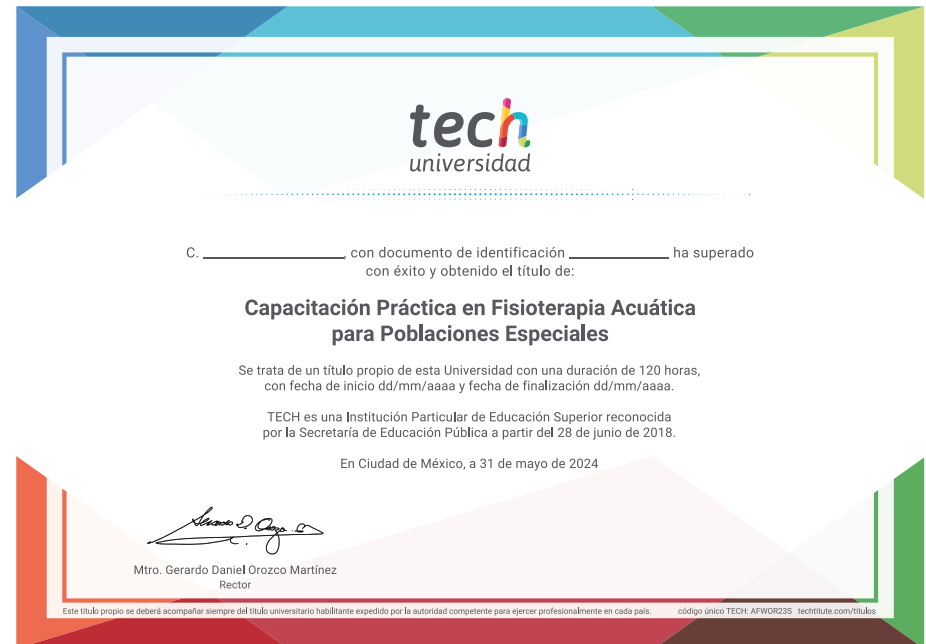 tech
universidad
C. ____________, con documento de identificación ____________ ha superado
con éxito y obtenido el título de:
Capacitación Práctica en Fisioterapia Acuática
para Poblaciones Especiales
Se trata de un título propio de esta Universidad con una duración de 120 horas,
con fecha de inicio dd/mm/aaaa y fecha de finalización dd/mm/aaaa.
TECH es una Institución Particular de Educación Superior reconocida
por la Secretaría de Educación Pública a partir del 28 de junio de 2018.
En Ciudad de México, a 31 de mayo de 2024
Mtro. Gerardo Daniel Orozco Martínez
Rector
Este título propio se deberá acompañar siempre del título universitario habilitante expedido por la autoridad competente para ejercer profesionalmente en cada país. código único TECH: AFWOR23S techtitute.com/titulos